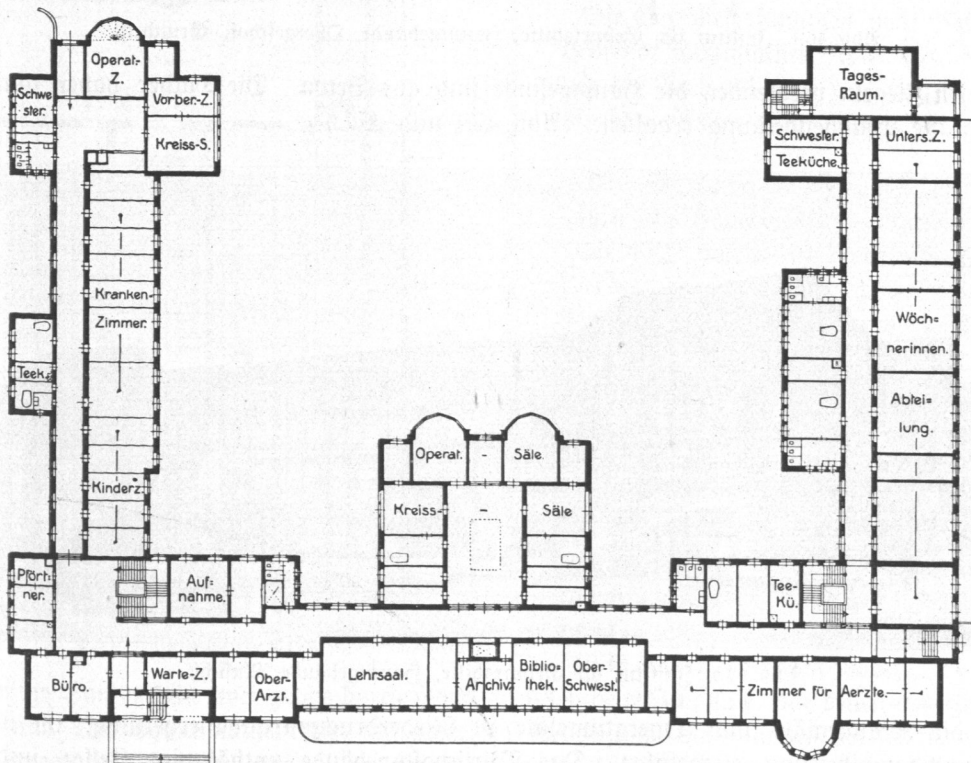 Operat-
Z.
Schwe
ster.
Vorber-Z.
Kreiss-S.
Kranken-
Zimmer.
Teek.
Kinderz.
Pfört-
ner.
Auf-
nahme.
Büro.
Warte-Z.
Ober-
Arzt.
Operat.
Säle.
Kreiss-
Säle
Lehrsaal.
Archiv.
Biblio=
thek.
Ober-
Schwest.
Tages-
Raum.
Schwester.
Teeküche.
Unters.Z.
Wöch=
nerinnen.
Abtei=
lung.
Tee-
Kü.
Zimmer für Aerzte.